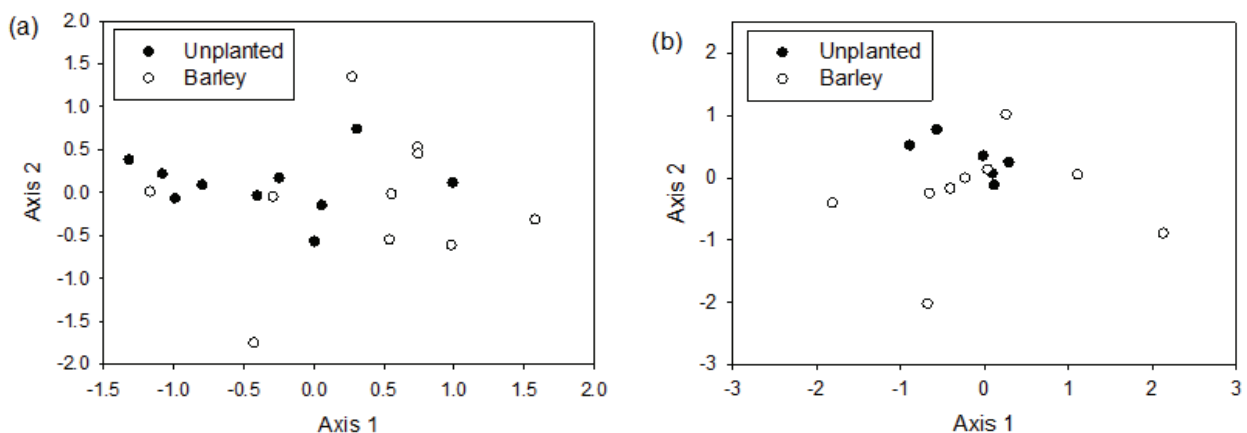 (a)
2.0
1.5
1.0
0.5
0.0
-0.5
-1.0
-1.5
-2.0
Axis 2
Unplanted
Barley
-1.5 -1.0 -0.5 0.0 0.5 1.0 1.5 2.0
Axis 1
(b)
2
1
0
-1
-2
-3
Axis 2
Unplanted
Barley
-3 -2 -1 0 1 2 3
Axis 1